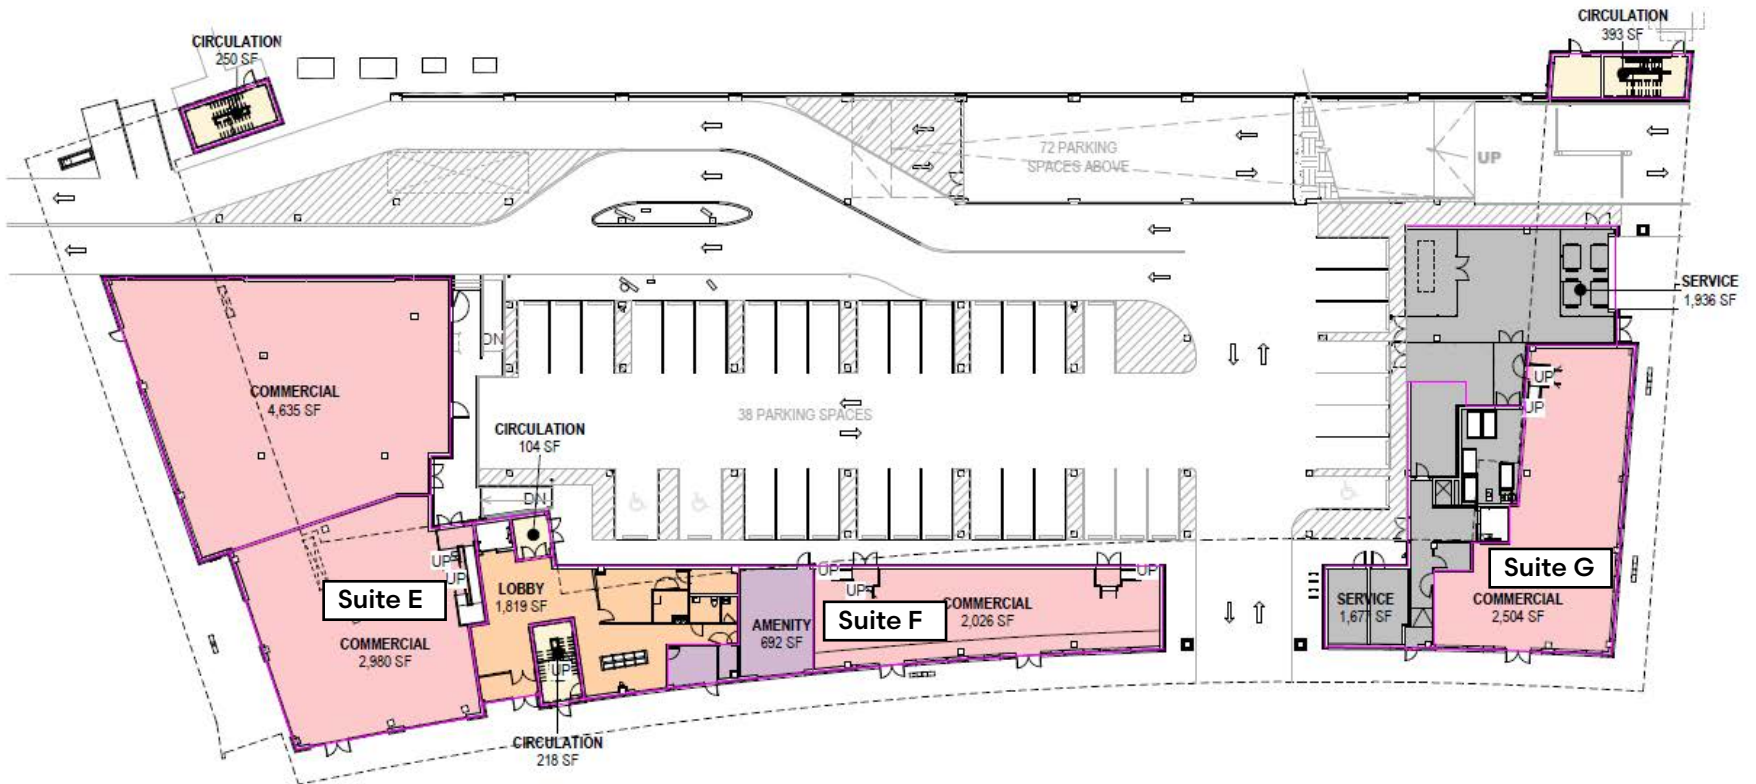 CIRCULATION
250 SF
CIRCULATION
393 SF
72 PARKING
SPACES ABOVE
UP
SERVICE
1,936 SF
DN
COMMERCIAL
4,635 SF
38 PARKING SPACES
UP
UP
CIRCULATION
104 SF
DN
UP
UP
Suite E
COMMERCIAL
2,980 SF
LOBBY
1,819 SF
UP
AMENITY
692 SF
UP
UP
UP
Suite F
COMMERCIAL
2,026 SF
SERVICE
1,677 SF
Suite G
COMMERCIAL
2,504 SF
CIRCULATION
218 SF